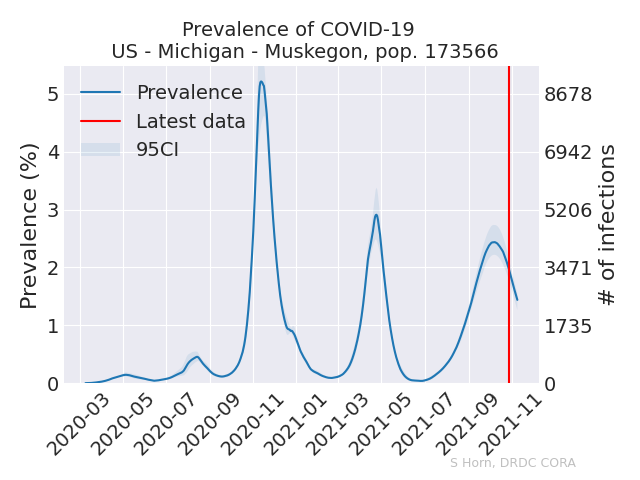 Prevalence of COVID-19
US - Michigan - Muskegon, pop. 173566
Prevalence
Latest data
95CI
Prevalence (%)
5
4
3
2
1
0
8678
6942
5206
3471
1735
0
# of infections
2020-03
2020-05
2020-07
2020-09
2020-11
2021-01
2021-03
2021-05
2021-07
2021-09
2021-11
S Horn, DRDC CORA